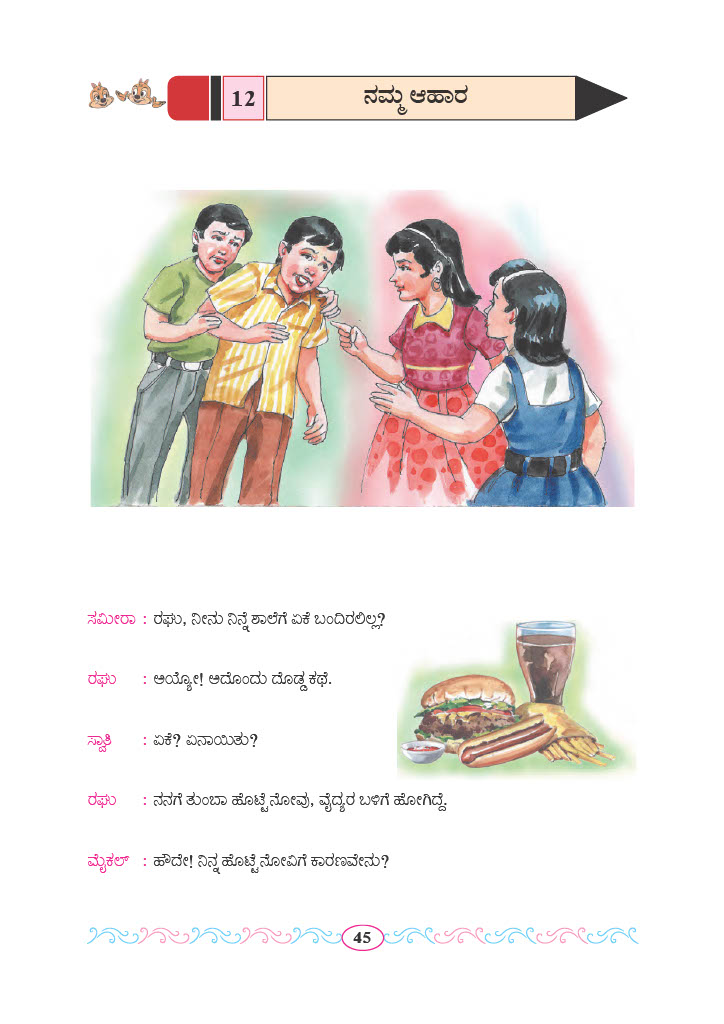 12
ನಮ್ಮ ಆಹಾರ
ಸಮೀರಾ : ರಘು, ನೀನು ನಿನ್ನೆ ಶಾಲೆಗೆ ಏಕೆ ಬಂದಿರಲಿಲ್ಲ?
ರಘು : ಅಯ್ಯೋ! ಅದೊಂದು ದೊಡ್ಡ ಕಥೆ.
ಸ್ವಾತಿ : ಏಕೆ? ಏನಾಯಿತು?
ರಘು : ನನಗೆ ತುಂಬಾ ಹೊಟ್ಟೆ ನೋವು, ವೈದ್ಯರ ಬಳಿಗೆ ಹೋಗಿದ್ದೆ.
ಮೈಕಲ್ : ಹೌದೇ! ನಿನ್ನ ಹೊಟ್ಟೆ ನೋವಿಗೆ ಕಾರಣವೇನು?
45